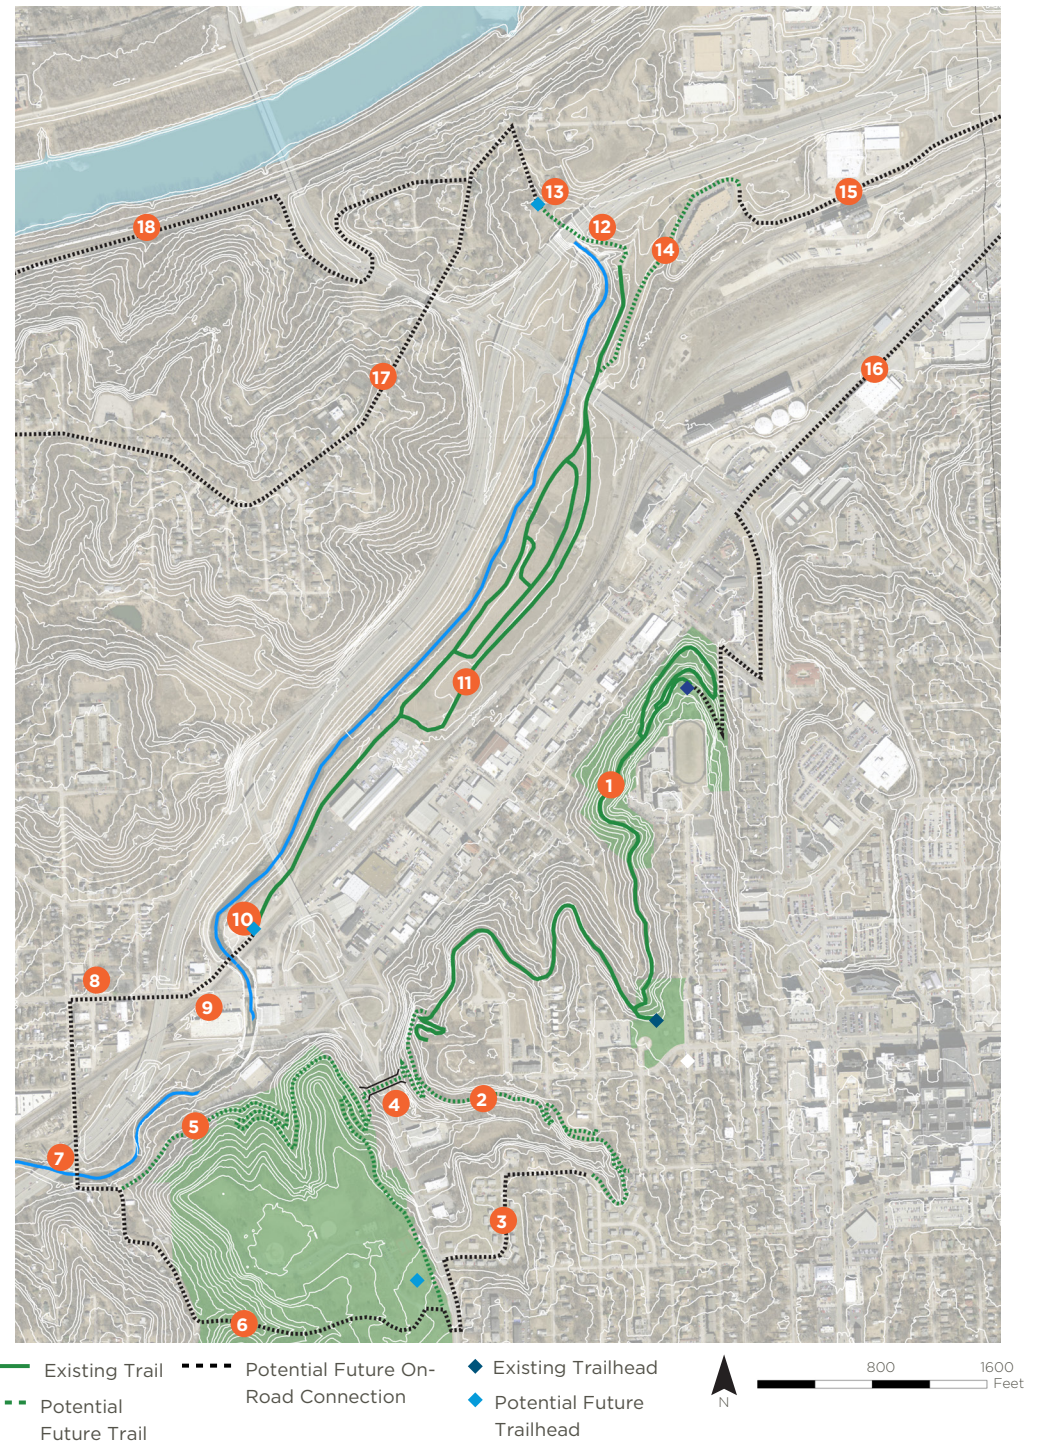 13
12
15
18
14
16
17
11
1
10
8
9
2
4
5
7
3
6
Existing Trail
Potential
Future Trail
Potential Future On-
Road Connection
Existing Trailhead
Potential Future
Trailhead
N
800 1600
Feet